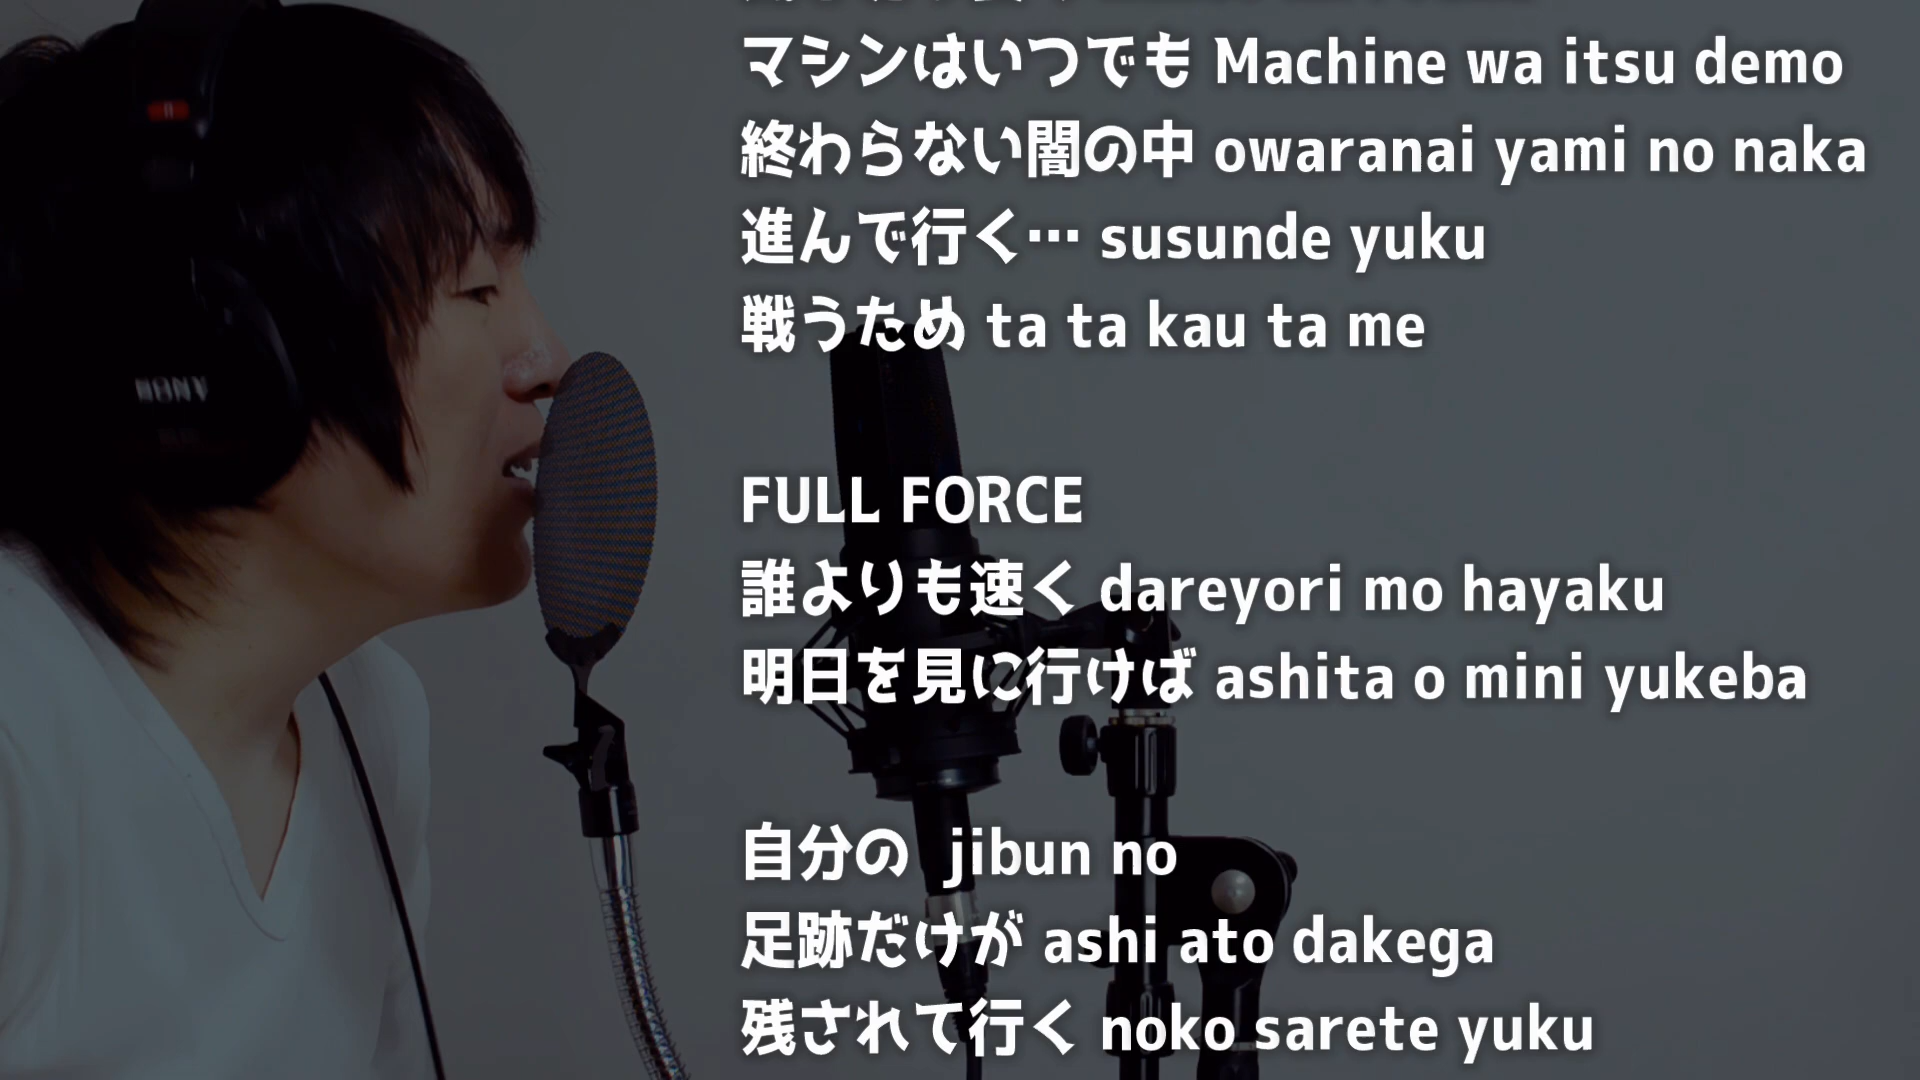 マシンはいつでも Machine wa itsu demo
終わらない闇の中 owaranai yami no naka
進んで行く… susunde yuku
戦うため ta ta kau ta me
FULL FORCE
誰よりも速く dareyori mo hayaku
明日を見に行けば ashita o mini yukeba
自分の jibun no
足跡だけが ashi ato dakega
残されて行く noko sarete yuku
SONY